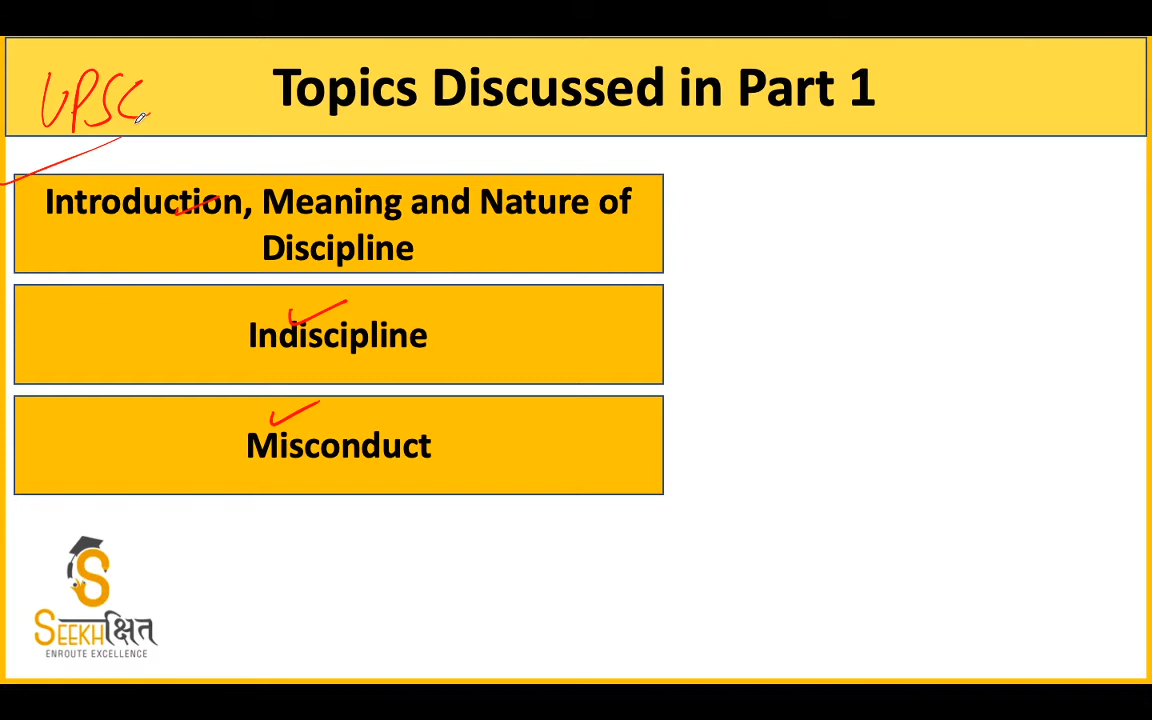 UPSC
Topics Discussed in Part 1
Introduction, Meaning and Nature of
Discipline
Indiscipline
Misconduct
SEEKHक्षित
ENROUTE EXCELLENCE